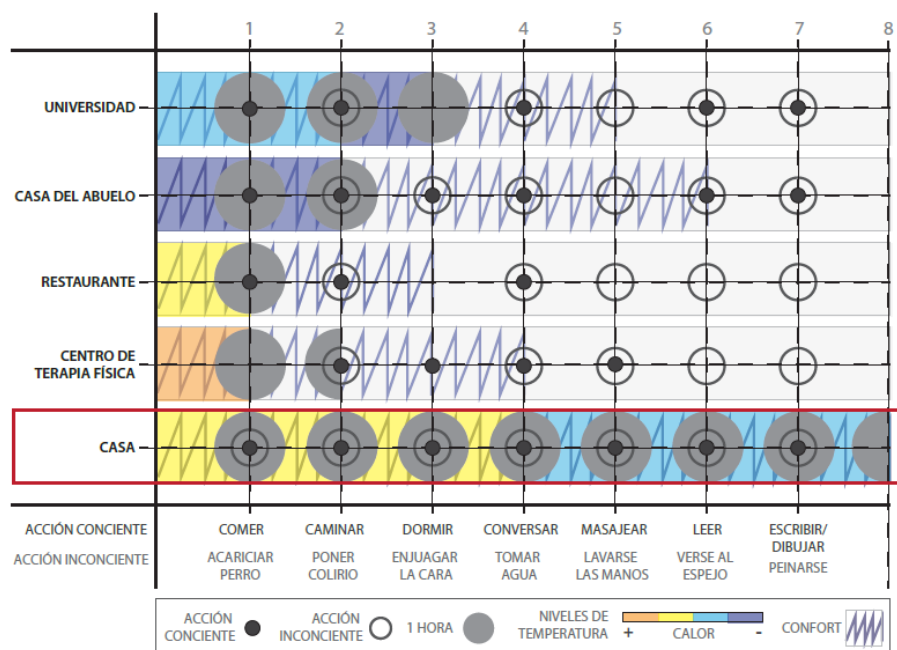 1 2 3 4 5 6 7 8
UNIVERSIDAD
CASA DEL ABUELO
RESTAURANTE
CENTRO DE
TERAPIA FÍSICA
CASA
ACCIÓN CONCIENTE COMER CAMINAR DORMIR CONVERSAR MASAJEAR LEER ESCRIBIR/
DIBUJAR
ACCIÓN INCONCIENTE ACARICIAR PONER ENJUAGAR TOMAR LAVARSE VERSE AL PEINARSE
PERRO COLIRIO LA CARA AGUA LAS MANOS ESPEJO
ACCIÓN ACCIÓN 1 HORA NIVELES DE CONFORT
CONCIENTE INCONCIENTE TEMPERATURA + CALOR -